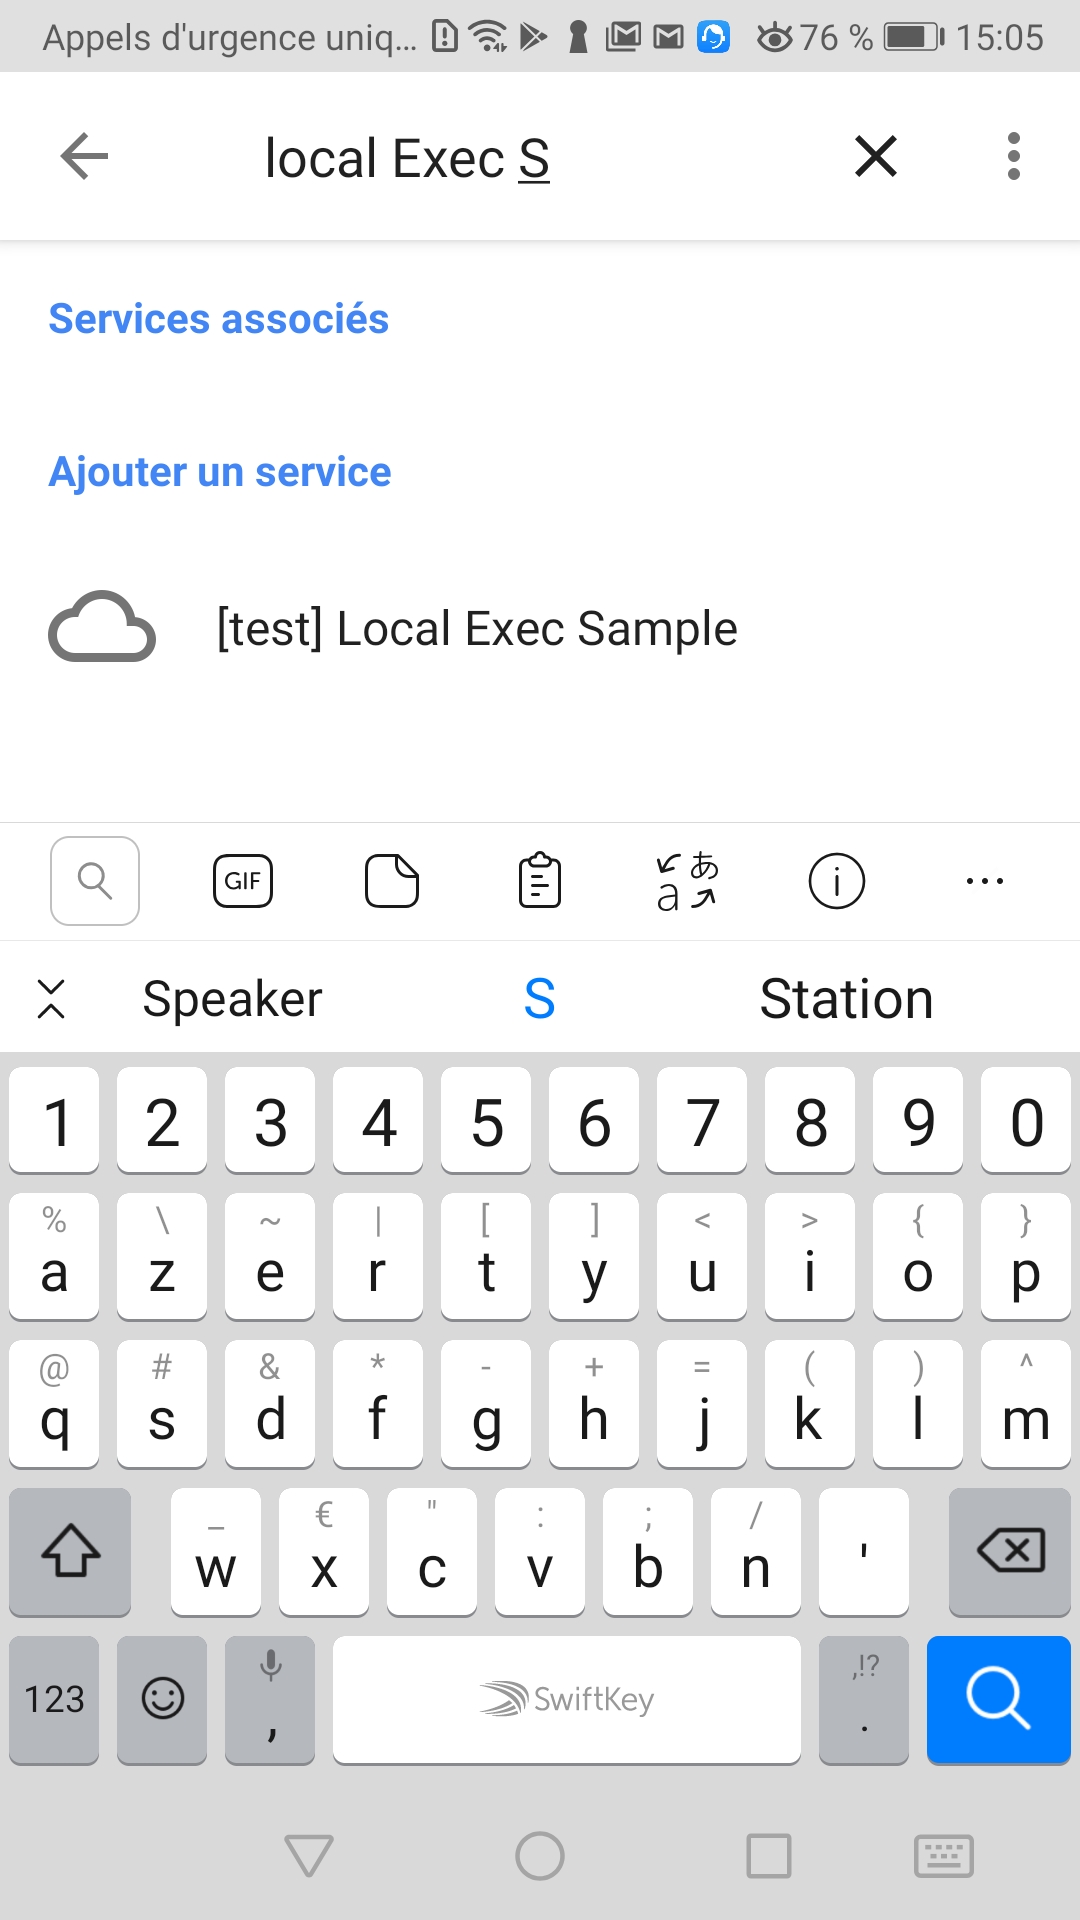 Appels d'urgence uniq... 76 % 15:05
local Exec S
Services associés
Ajouter un service
[test] Local Exec Sample
GIF a あ i ...
Speaker S Station
1 2 3 4 5 6 7 8 9 0
% \ ~ | [ ] < > { }
a z e r t y u i o p
@ # & * - + = ( ) ^
q s d f g h j k l m
_ € " : ; /
w x c v b n '
,!?
123 , SwiftKey .